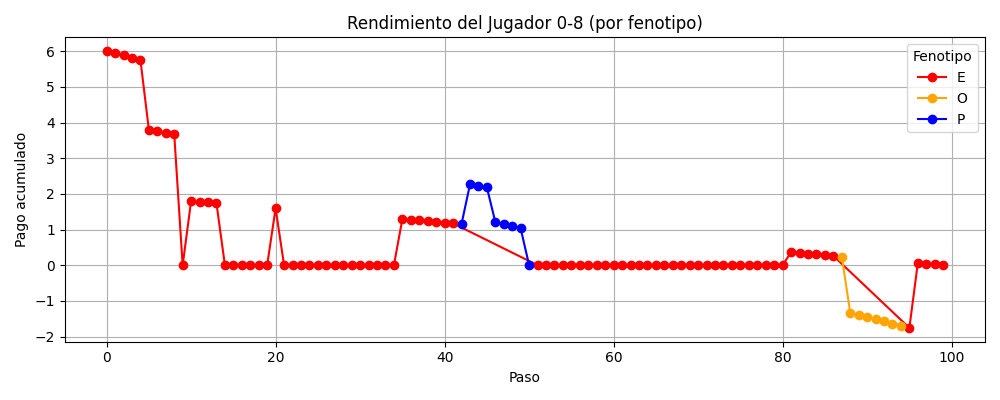 Rendimiento del Jugador 0-8 (por fenotipo)
Pago acumulado
6
5
4
3
2
1
0
−1
−2
Fenotipo
E
O
P
0 20 40 60 80 100
Paso